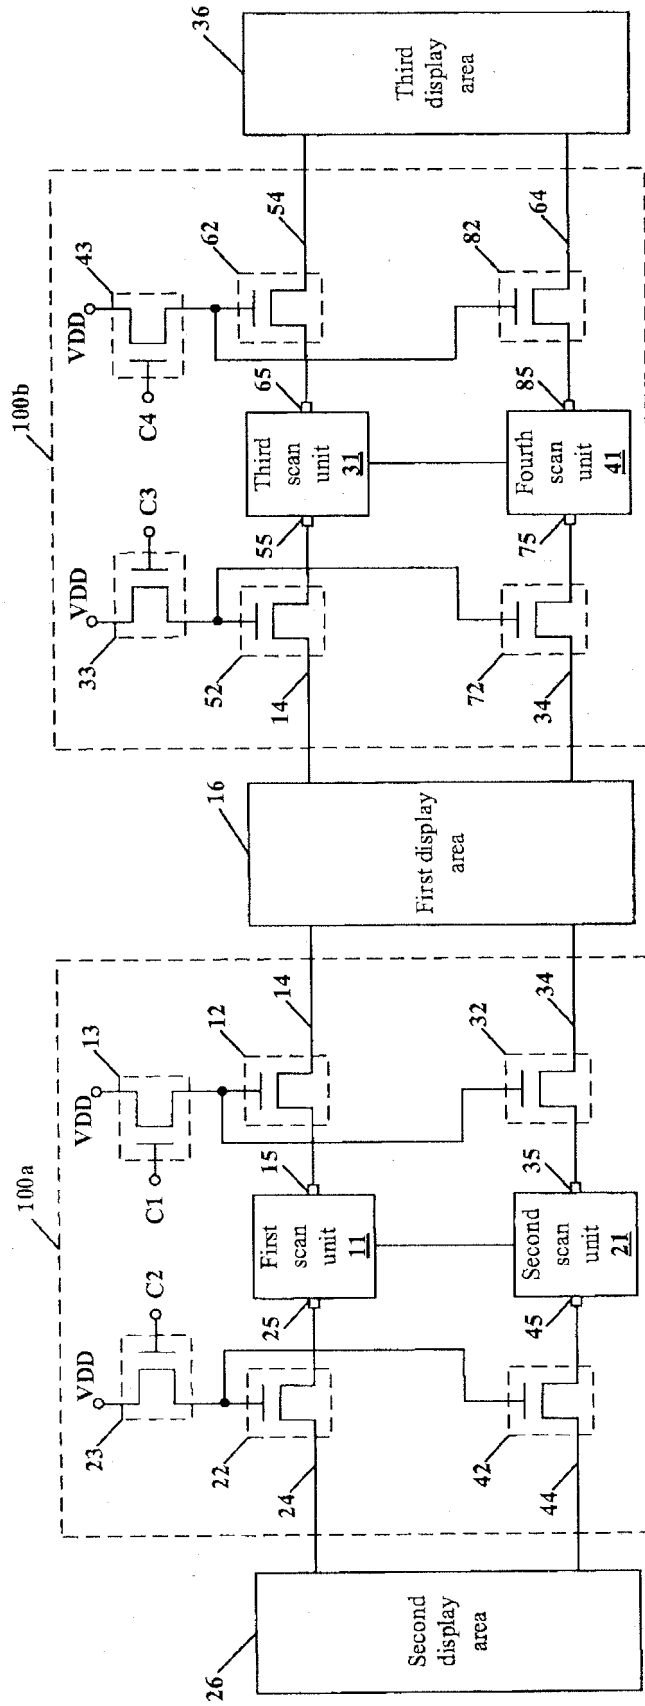 100a
100b
VDD
23
C2
VDD
13
C1
VDD
33
C3
VDD
43
C4
22
24
25
First
scan
unit
11
15
12
14
16
First display
area
52
14
55
Third
scan
unit
31
65
62
54
36
Third
display
area
26
Second
display
area
42
44
45
Second
scan
unit
21
35
32
34
72
34
75
Fourth
scan
unit
41
85
82
64